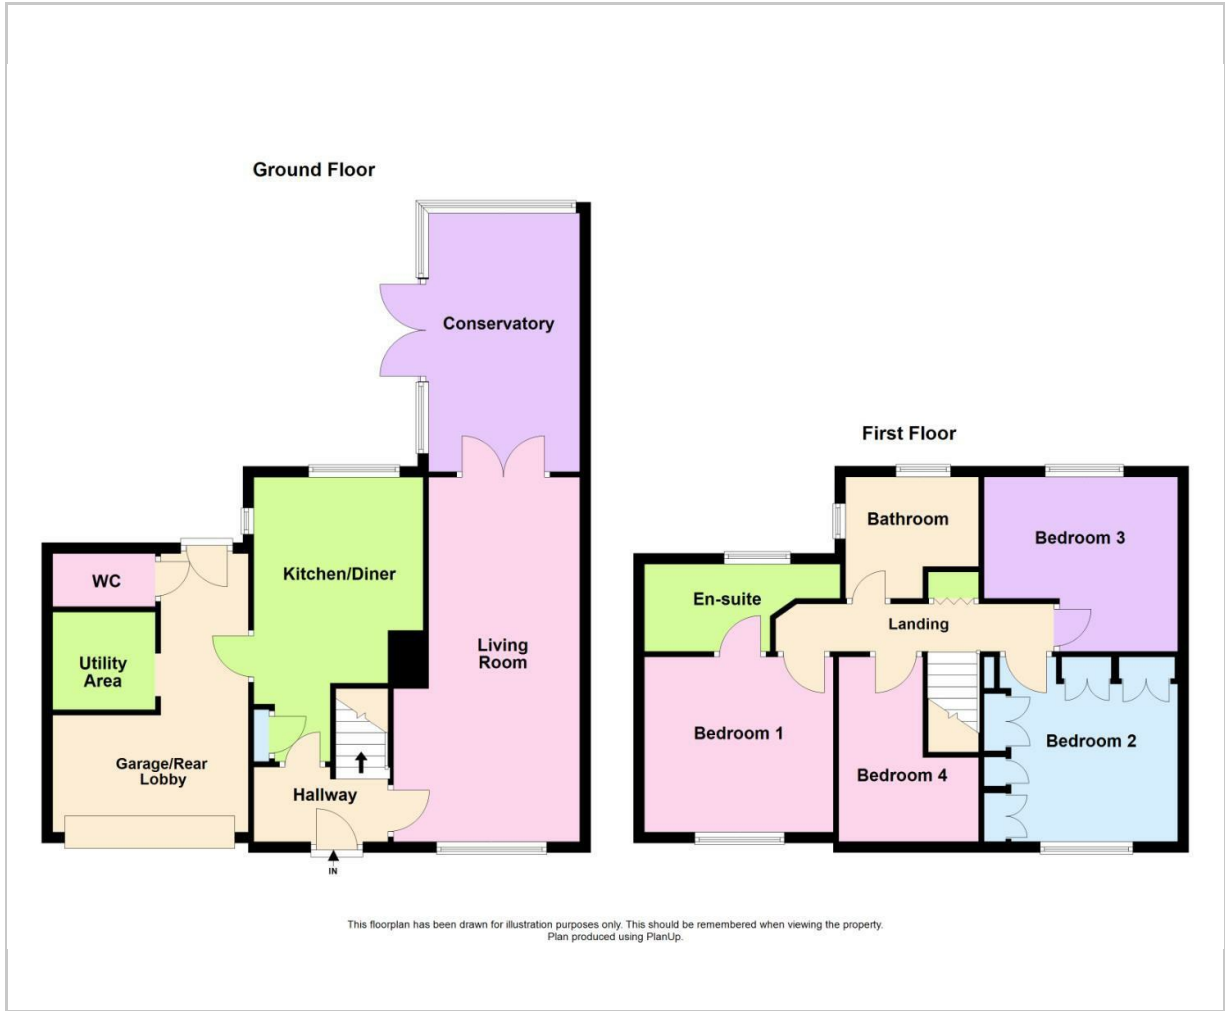 Ground Floor
Conservatory
Kitchen/Diner
WC
Utility
Area
Living
Room
Garage/Rear
Lobby
Hallway
IN
First Floor
Bathroom
Bedroom 3
En-suite
Landing
Bedroom 1
Bedroom 2
Bedroom 4
This floorplan has been drawn for illustration purposes only. This should be remembered when viewing the property.
Plan produced using PlanUp.